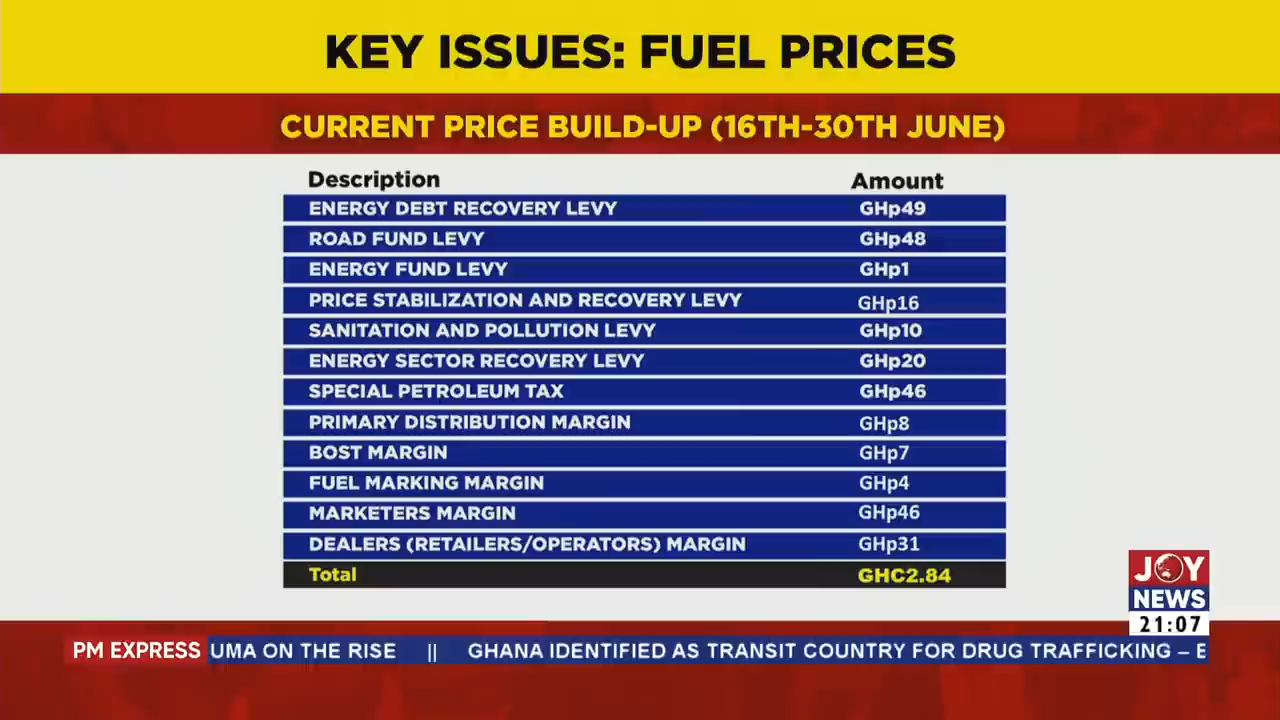 KEY ISSUES: FUEL PRICES
CURRENT PRICE BUILD-UP (16TH-30TH JUNE)
Description Amount
ENERGY DEBT RECOVERY LEVY GHp49
ROAD FUND LEVY GHp48
ENERGY FUND LEVY GHp1
PRICE STABILIZATION AND RECOVERY LEVY GHp16
SANITATION AND POLLUTION LEVY GHp10
ENERGY SECTOR RECOVERY LEVY GHp20
SPECIAL PETROLEUM TAX GHp46
PRIMARY DISTRIBUTION MARGIN GHp8
BOST MARGIN GHp7
FUEL MARKING MARGIN GHp4
MARKETERS MARGIN GHp46
DEALERS (RETAILERS/OPERATORS) MARGIN GHp31
Total GHC2.84
JOY
NEWS
21:07
PM EXPRESS UMA ON THE RISE || GHANA IDENTIFIED AS TRANSIT COUNTRY FOR DRUG TRAFFICKING – E